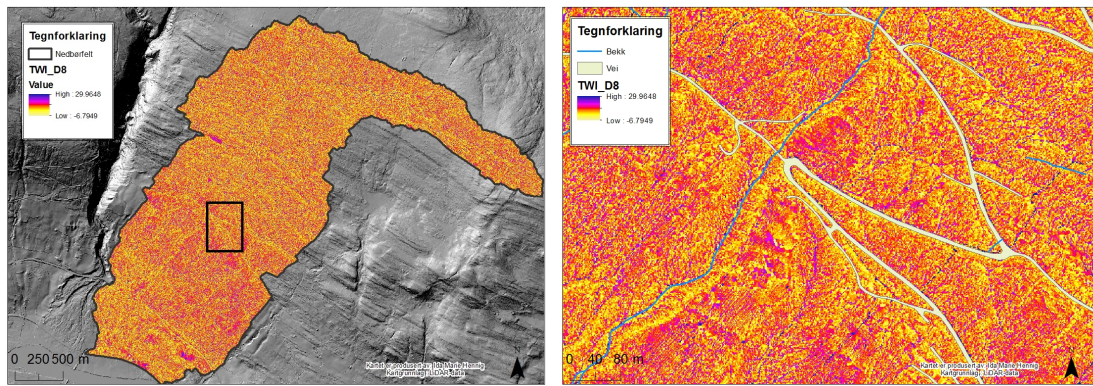 Tegnforklaring
Nedbørfelt
TWI_D8
Value
High : 29.9648
Low : -6.7949
0 250 500 m
Kartet er produsert av: Ida Marie Hennig
Kartgrunnlag: LiDAR-data
Tegnforklaring
Bekk
Vei
TWI_D8
High : 29.9648
Low : -6.7949
0 40 80 m
Kartet er produsert av: Ida Marie Hennig
Kartgrunnlag: LiDAR-data